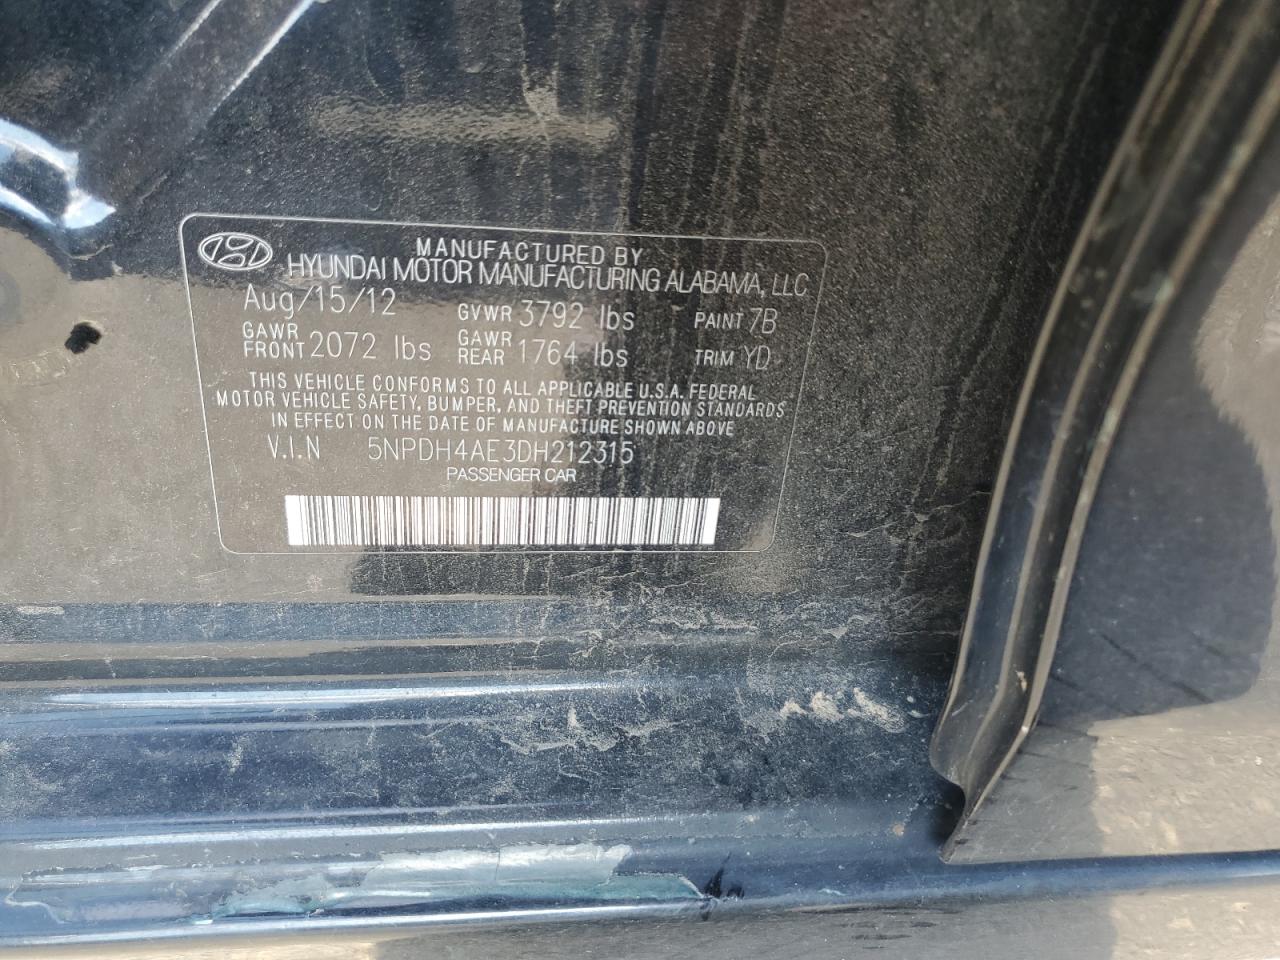 MANUFACTURED BY
HYUNDAI MOTOR MANUFACTURING ALABAMA, LLC
Aug/15/12 GVWR 3792 lbs PAINT 7B
GAWR FRONT 2072 lbs GAWR REAR 1764 lbs TRIM YD
THIS VEHICLE CONFORMS TO ALL APPLICABLE U.S.A. FEDERAL
MOTOR VEHICLE SAFETY, BUMPER, AND THEFT PREVENTION STANDARDS
IN EFFECT ON THE DATE OF MANUFACTURE SHOWN ABOVE
V.I.N 5NPDH4AE3DH212315
PASSENGER CAR